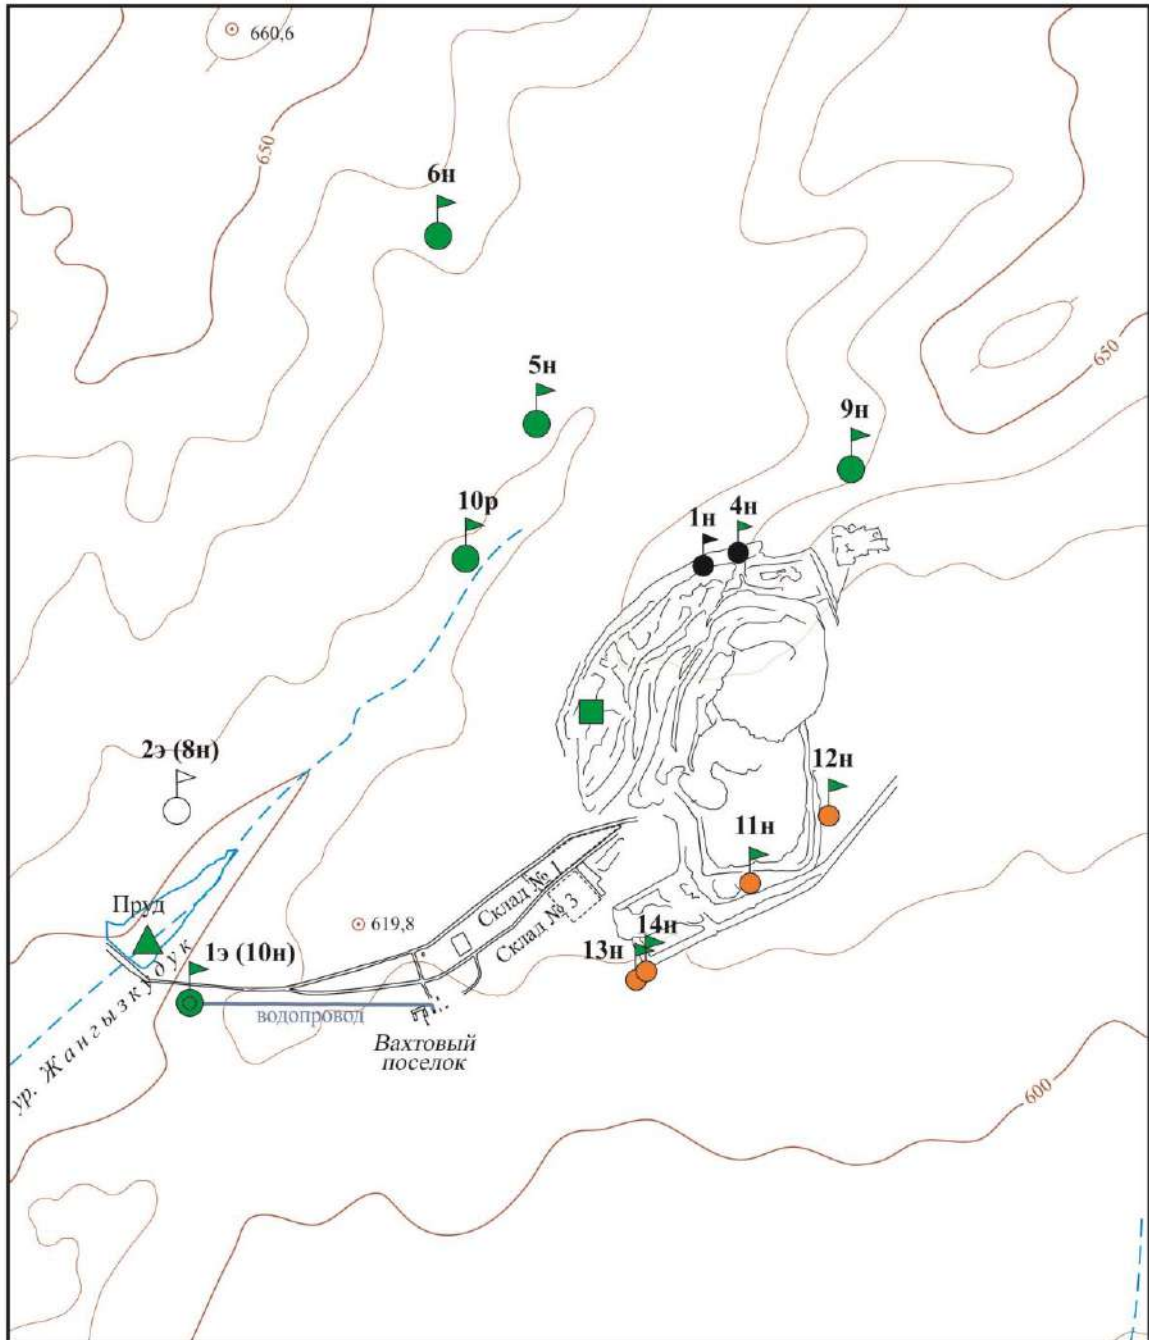 660,6
650
6н
5н
650
9н
10р
4н
1н
2э (8н)
12н
11н
Склад № 1
Пруд
619,8
Склад № 3
14н
13н
1э (10н)
водопровод
Вахтовый
поселок
ур. Жангызкудук
600